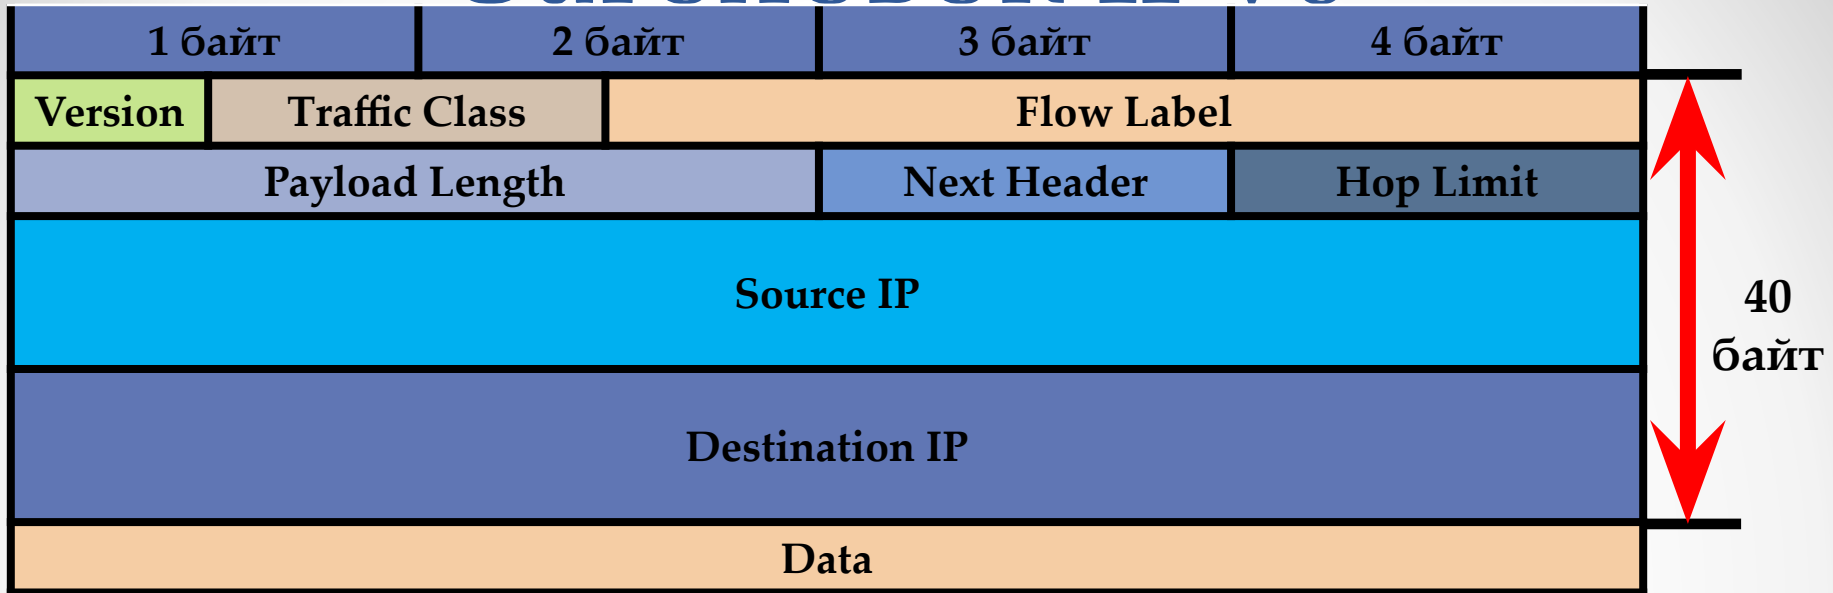 1 байт 2 байт 3 байт 4 байт
Version Traffic Class Flow Label
Payload Length Next Header Hop Limit
Source IP
40
байт
Destination IP
Data